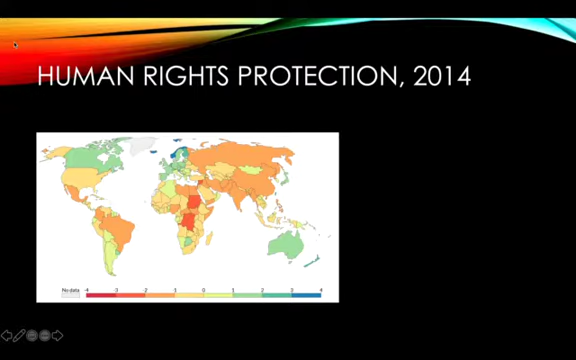 HUMAN RIGHTS PROTECTION, 2014
No data -4 -3 -2 -1 0 1 2 3 4